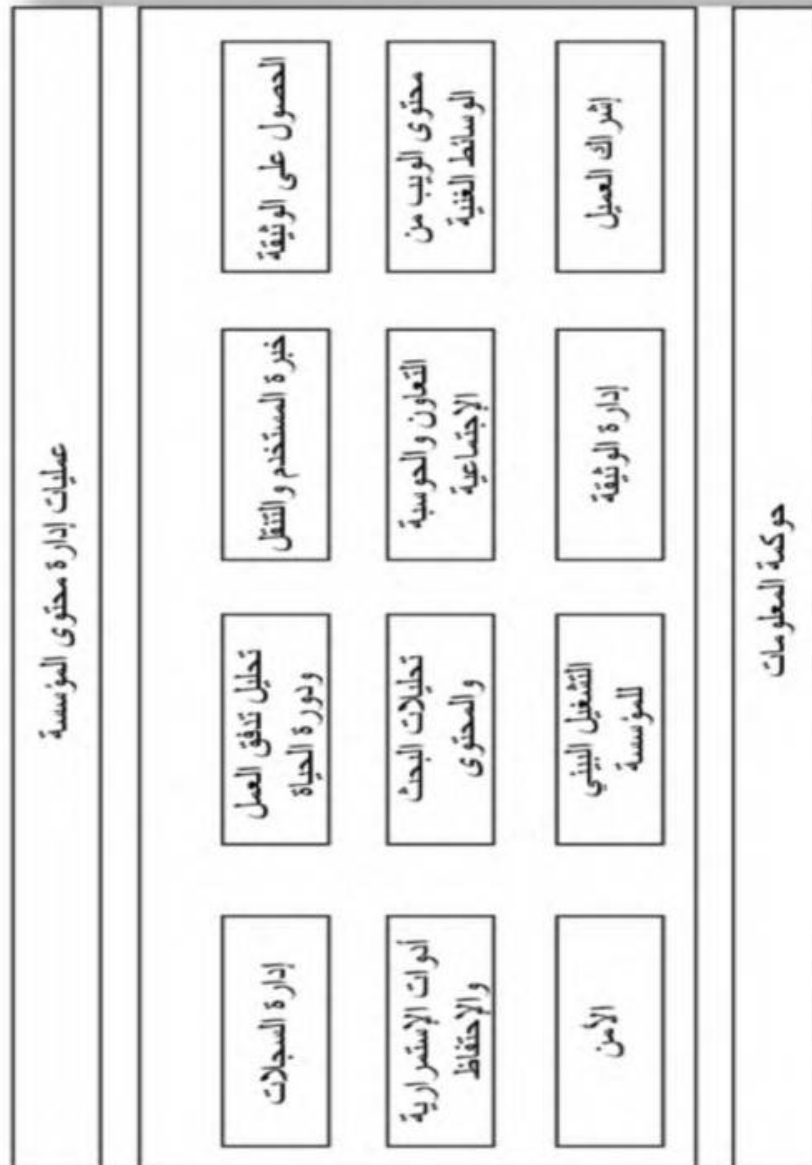 عمليات إدارة محتوى المؤسسة
الحصول على الوثيقة
خبرة المستخدم والتنقل
تحليل تدفق العمل
ودورة الحياة
إدارة السجلات
محتوى الويب من
الوسائط الغنية
التعاون والحوسبة
الإجتماعية
تحليلات البحث
والمحتوى
أدوات الإستمرارية
والإحتفاظ
إشراك العميل
إدارة الوثيقة
التشغيل البيني
للمؤسسة
الأمن
حوكمة المعلومات